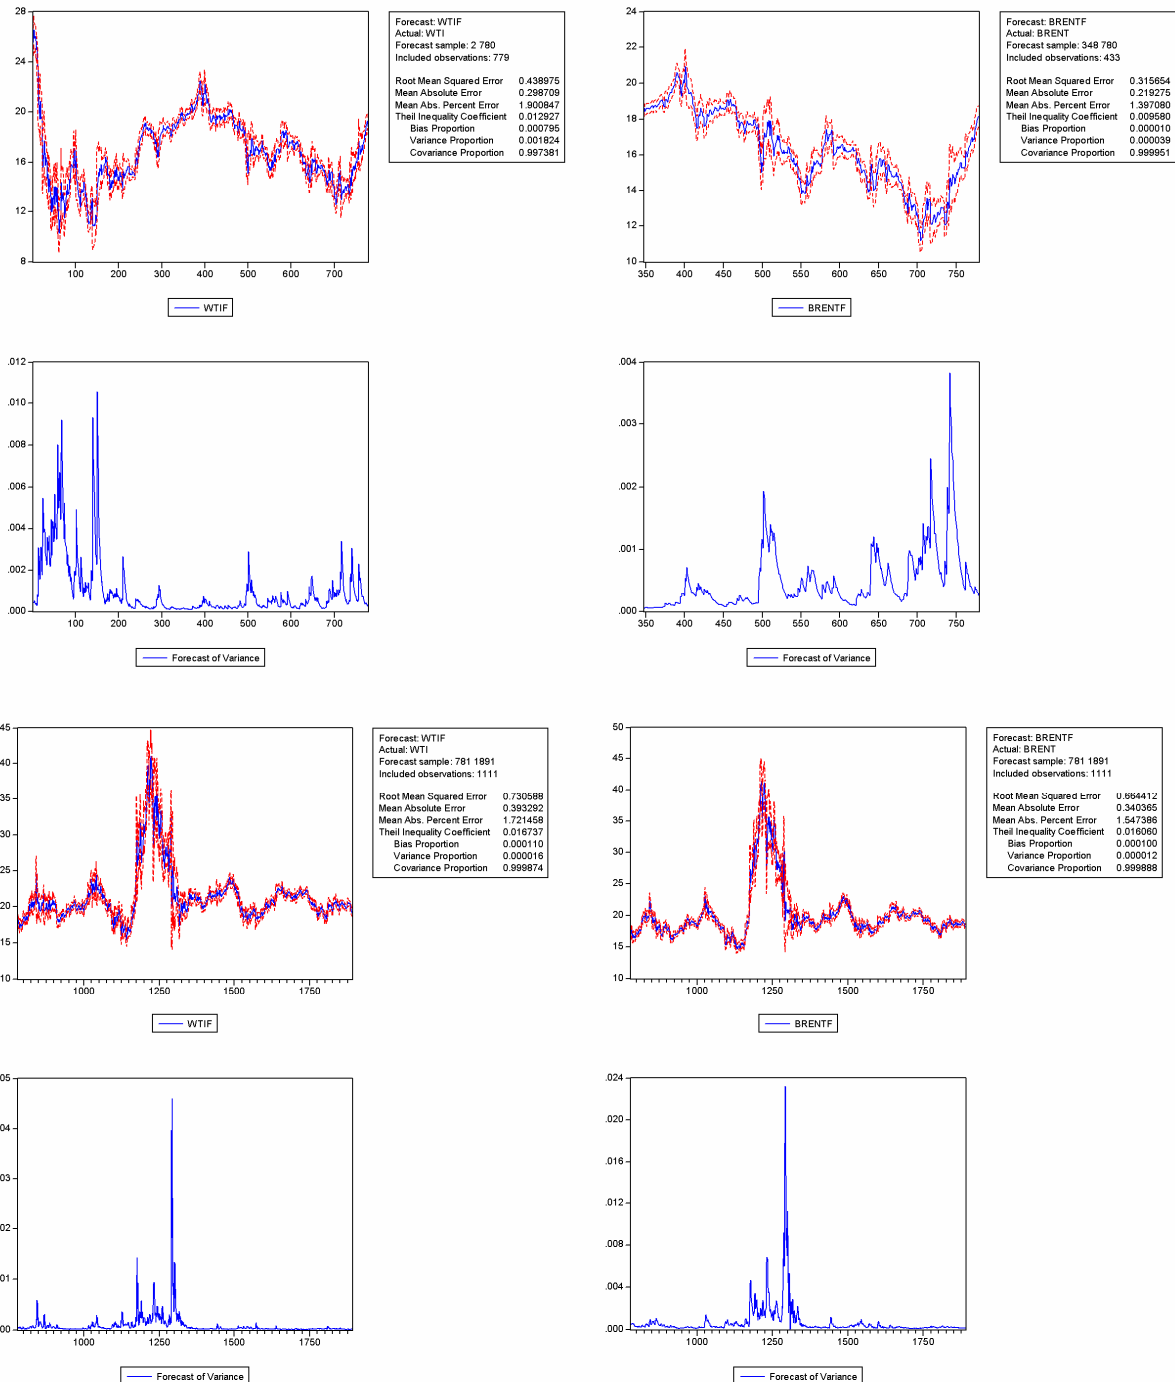 28
24
20
16
12
8
100
200
300
400
500
600
700
WTIF
Forecast: WTIF
Actual: WTI
Forecast sample: 2 780
Included observations: 779
Root Mean Squared Error 0.438975
Mean Absolute Error 0.298709
Mean Abs. Percent Error 1.900847
Theil Inequality Coefficient 0.012927
Bias Proportion 0.000795
Variance Proportion 0.001824
Covariance Proportion 0.997381
24
22
20
18
16
14
12
10
350
400
450
500
550
600
650
700
750
BRENTF
Forecast: BRENTF
Actual: BRENT
Forecast sample: 348 780
Included observations: 433
Root Mean Squared Error 0.315654
Mean Absolute Error 0.219275
Mean Abs. Percent Error 1.397080
Theil Inequality Coefficient 0.009580
Bias Proportion 0.000010
Variance Proportion 0.000039
Covariance Proportion 0.999951
.012
.010
.008
.006
.004
.002
.000
100
200
300
400
500
600
700
Forecast of Variance
.004
.003
.002
.001
.000
350
400
450
500
550
600
650
700
750
Forecast of Variance
45
40
35
30
25
20
15
10
1000
1250
1500
1750
WTIF
Forecast: WTIF
Actual: WTI
Forecast sample: 781 1891
Included observations: 1111
Root Mean Squared Error 0.730588
Mean Absolute Error 0.393292
Mean Abs. Percent Error 1.721458
Theil Inequality Coefficient 0.016737
Bias Proportion 0.000110
Variance Proportion 0.000016
Covariance Proportion 0.999874
50
45
40
35
30
25
20
15
10
1000
1250
1500
1750
BRENTF
Forecast: BRENTF
Actual: BRENT
Forecast sample: 781 1891
Included observations: 1111
Root Mean Squared Error 0.664412
Mean Absolute Error 0.340365
Mean Abs. Percent Error 1.547386
Theil Inequality Coefficient 0.016060
Bias Proportion 0.000100
Variance Proportion 0.000012
Covariance Proportion 0.999888
05
04
03
02
01
00
1000
1250
1500
1750
Forecast of Variance
.024
.020
.016
.012
.008
.004
.000
1000
1250
1500
1750
Forecast of Variance